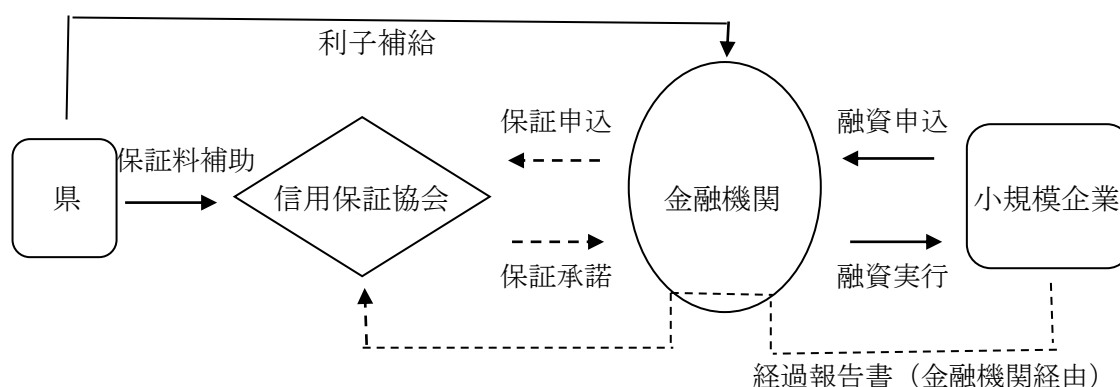 利子補給
保証申込
融資申込
保証料補助
県
信用保証協会
金融機関
小規模企業
保証承諾
融資実行
経過報告書（金融機関経由）